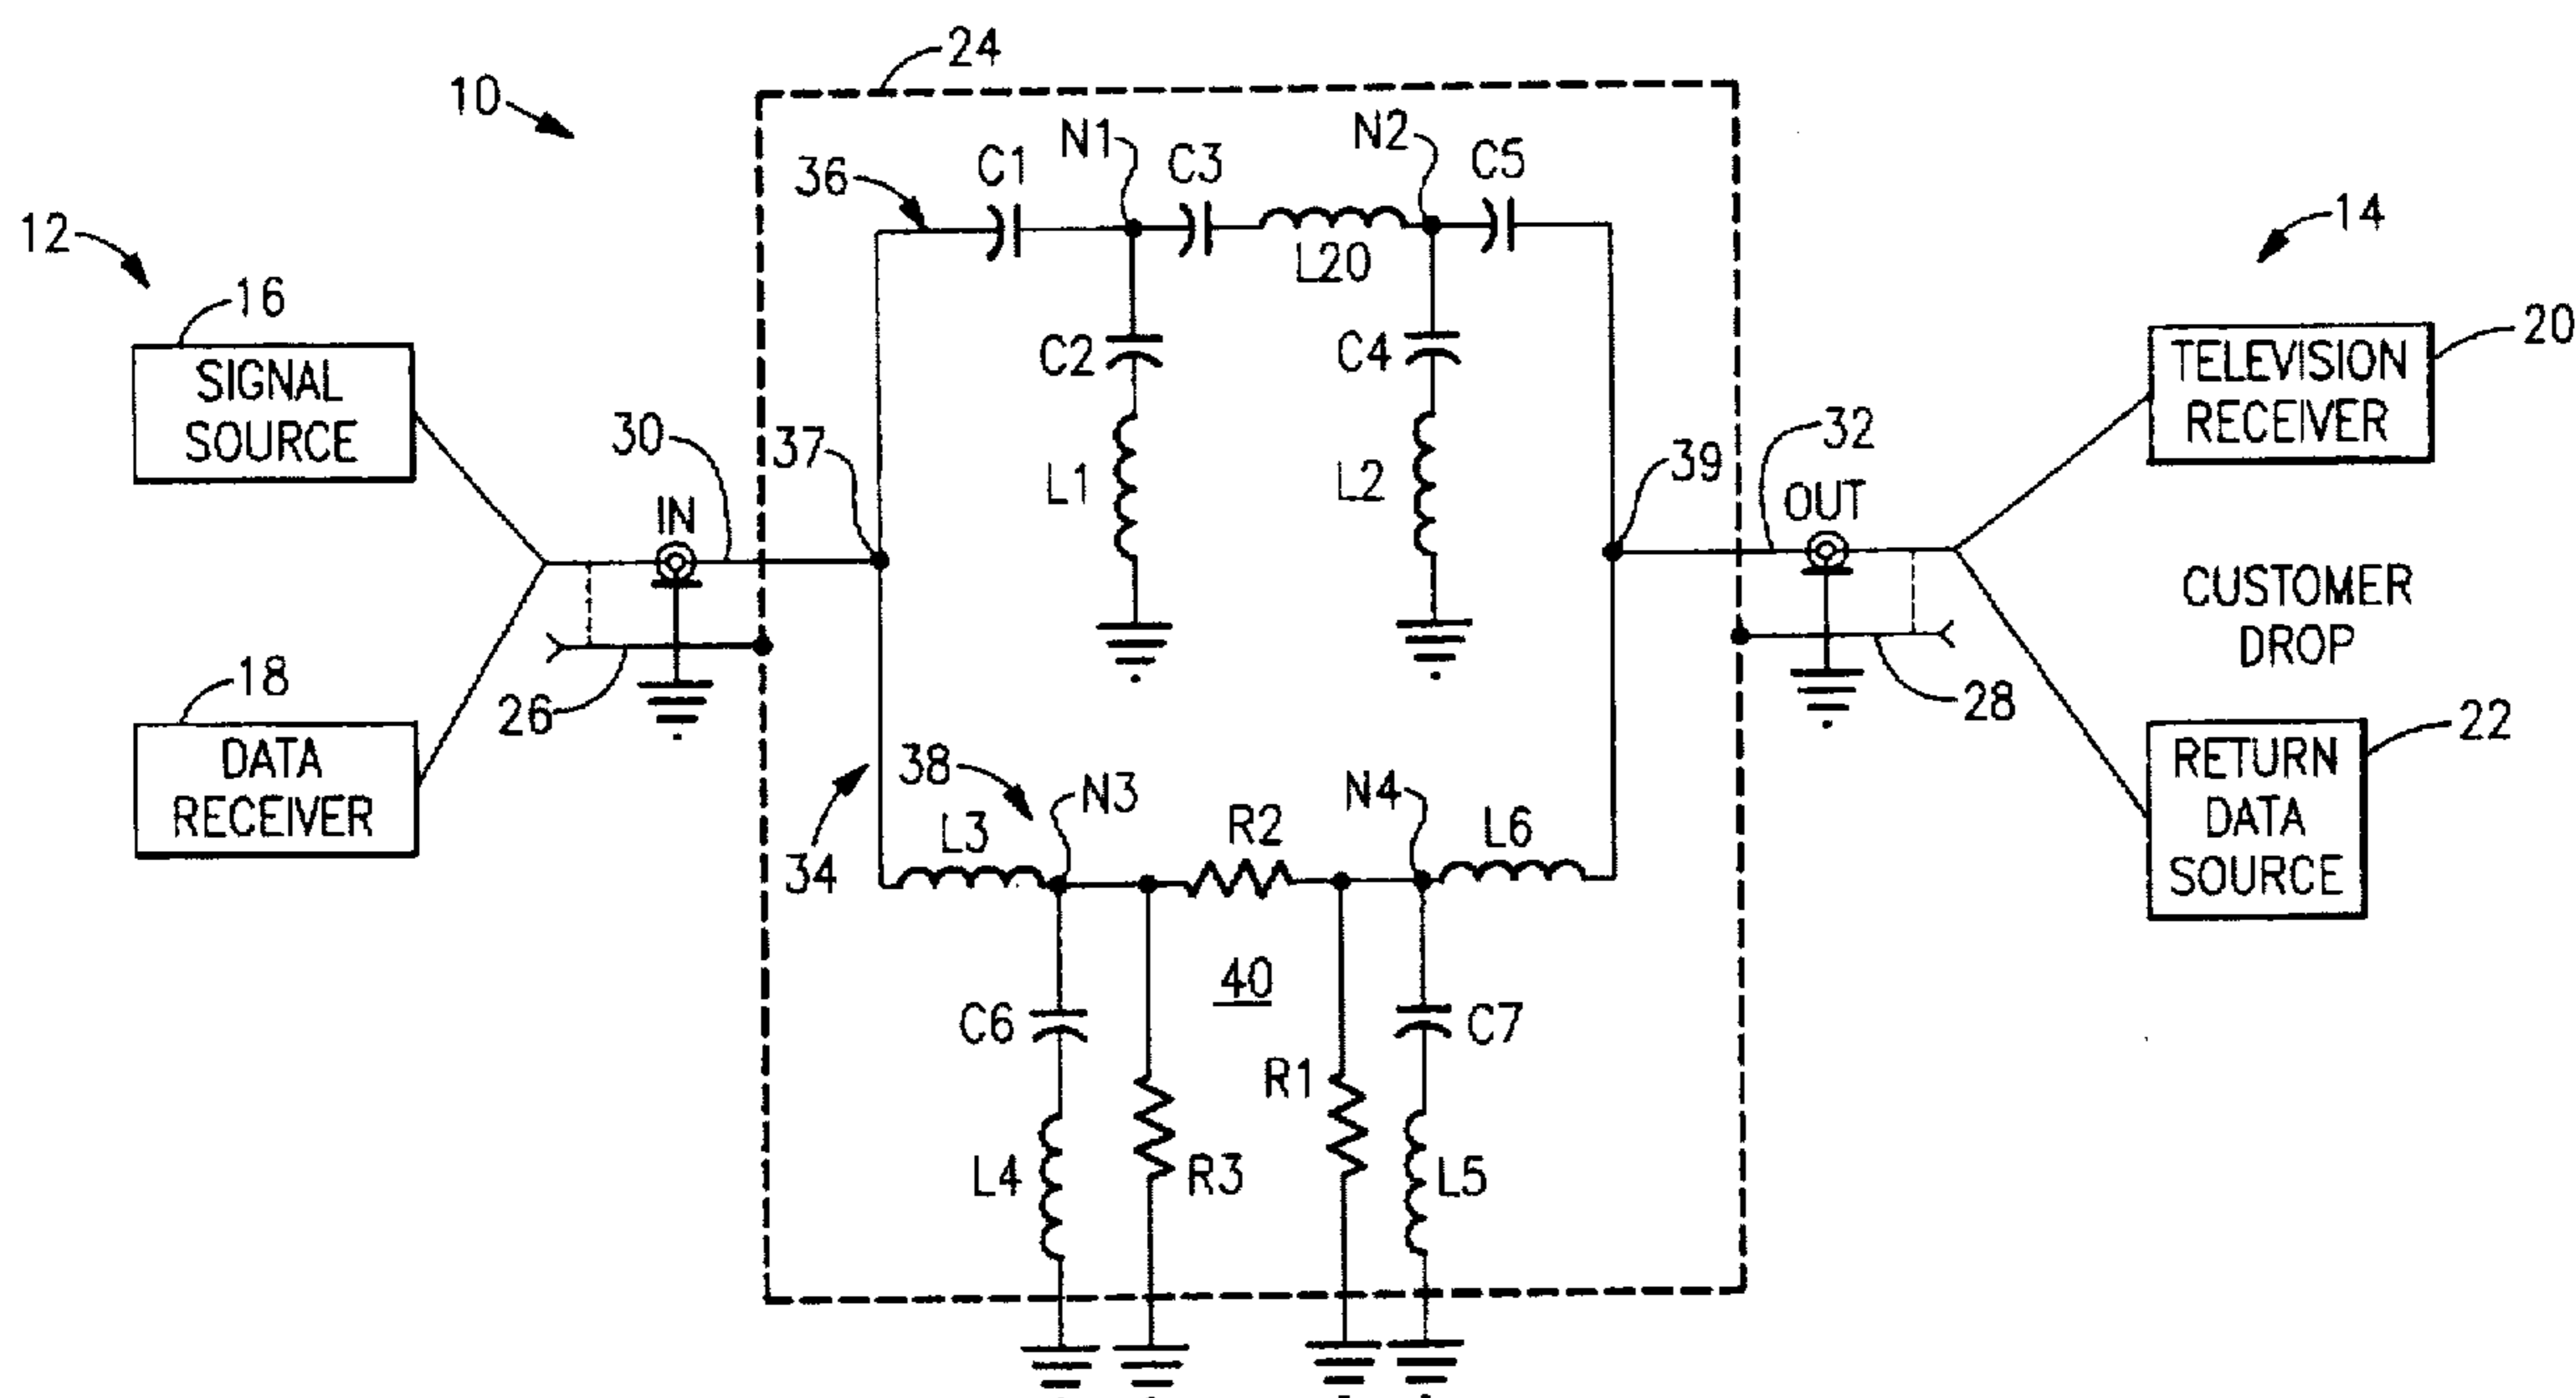 24
10
N1
N2
36
C1
C3
C5
12
14
L20
16
20
SIGNAL
SOURCE
TELEVISION
RECEIVER
C2
C4
30
37
32
39
L1
L2
IN
OUT
CUSTOMER
DROP
18
26
28
22
DATA
RECEIVER
RETURN
DATA
SOURCE
38
N3
N4
34
L3
R2
L6
40
C6
C7
R1
L4
R3
L5